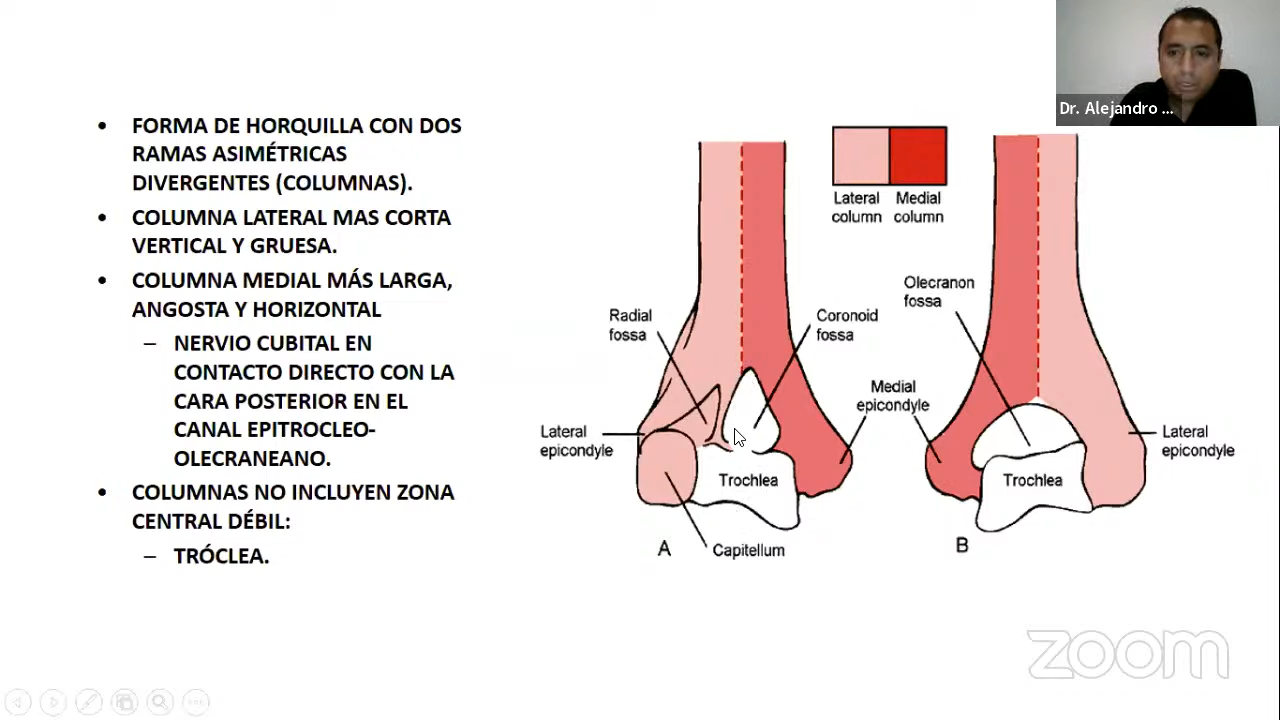 Dr. Alejandro ...
• FORMA DE HORQUILLA CON DOS
RAMAS ASIMÉTRICAS
DIVERGENTES (COLUMNAS).
• COLUMNA LATERAL MAS CORTA
VERTICAL Y GRUESA.
• COLUMNA MEDIAL MÁS LARGA,
ANGOSTA Y HORIZONTAL
– NERVIO CUBITAL EN
CONTACTO DIRECTO CON LA
CARA POSTERIOR EN EL
CANAL EPITROCLEO-
OLECRANEANO.
• COLUMNAS NO INCLUYEN ZONA
CENTRAL DÉBIL:
– TRÓCLEA.
Lateral
column
Medial
column
Radial
fossa
Coronoid
fossa
Olecranon
fossa
Medial
epicondyle
Lateral
epicondyle
Lateral
epicondyle
Trochlea
Trochlea
A
Capitellum
B
zoom